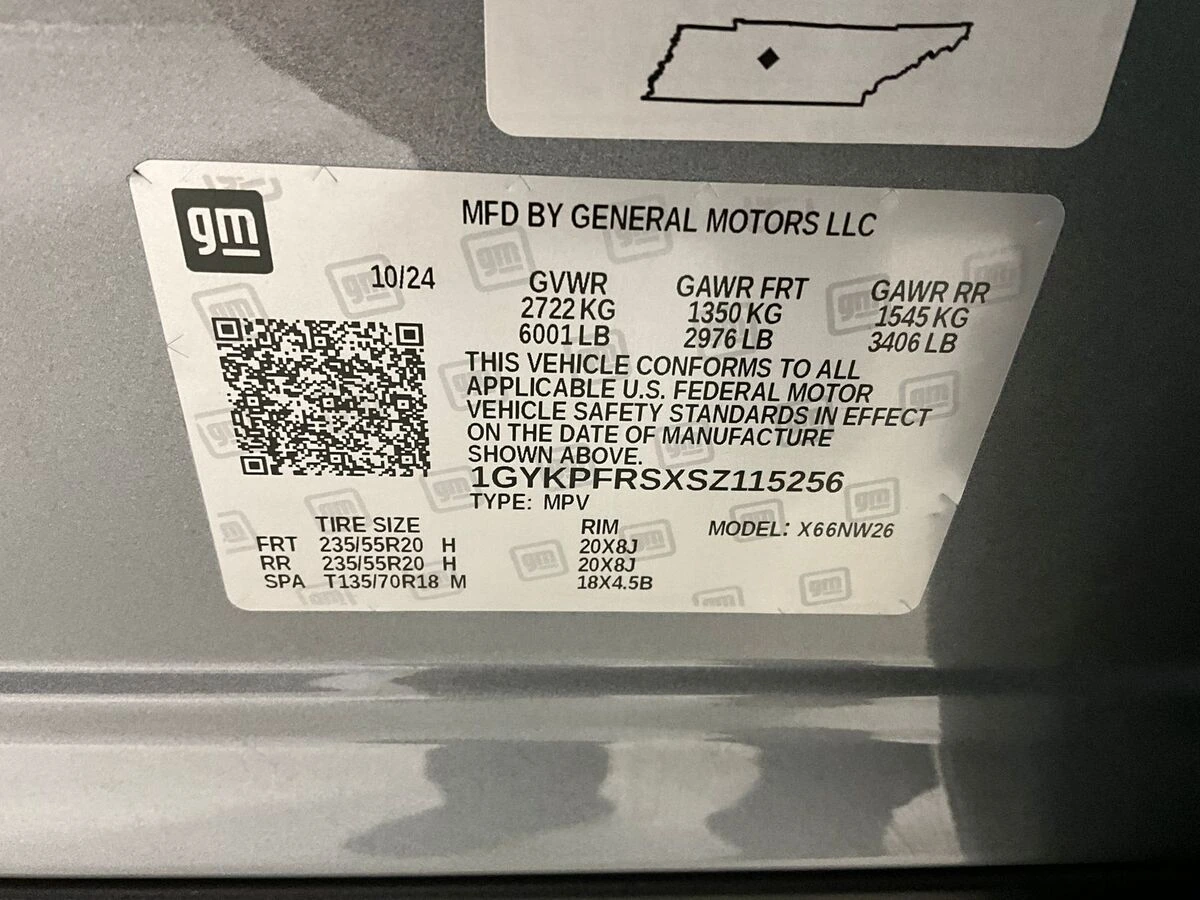 gm
MFD BY GENERAL MOTORS LLC
10/24
GVWR GAWR FRT GAWR RR
2722 KG 1350 KG 1545 KG
6001 LB 2976 LB 3406 LB
THIS VEHICLE CONFORMS TO ALL
APPLICABLE U.S. FEDERAL MOTOR
VEHICLE SAFETY STANDARDS IN EFFECT
ON THE DATE OF MANUFACTURE
SHOWN ABOVE.
1GYKPFRSXSZ115256
TYPE: MPV
TIRE SIZE RIM MODEL: X66NW26
FRT 235/55R20 H 20X8J
RR 235/55R20 H 20X8J
SPA T135/70R18 M 18X4.5B